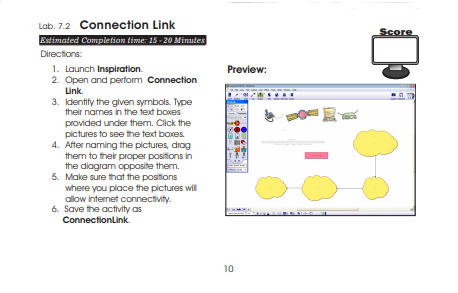 Lab. 7.2 Connection Link
Score
Estimated Completion time: 15 - 20 Minutes
Directions:
1. Launch Inspiration.
2. Open and perform Connection
Link.
3. Identify the given symbols. Type
their names in the text boxes
provided under them. Click the
pictures to see the text boxes.
4. After naming the pictures, drag
them to their proper positions in
the diagram opposite them.
5. Make sure that the positions
where you place the pictures will
allow internet connectivity.
6. Save the activity as
ConnectionLink.
Preview:
10